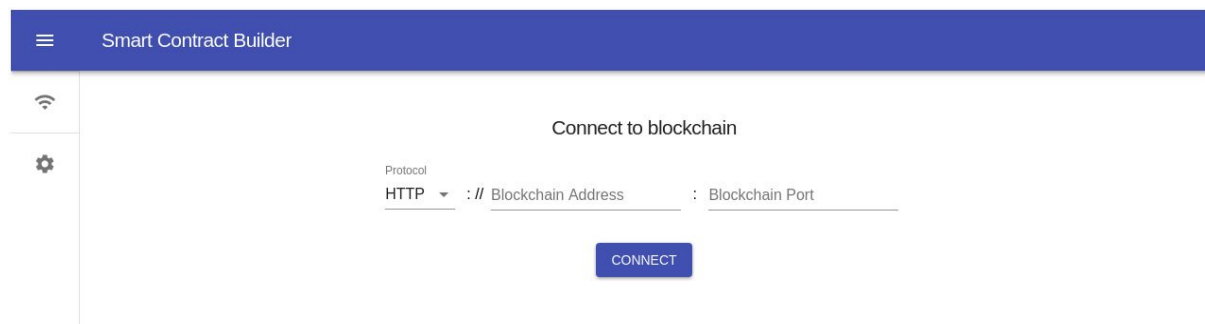 Smart Contract Builder
Connect to blockchain
Protocol
HTTP : // Blockchain Address : Blockchain Port
CONNECT